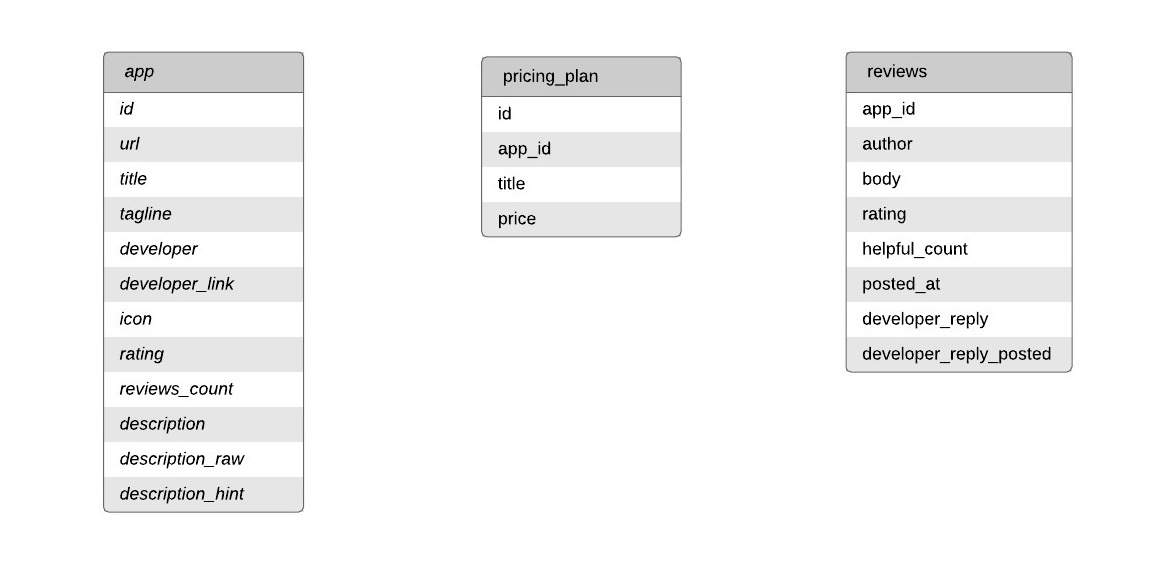 app
id
url
title
tagline
developer
developer_link
icon
rating
reviews_count
description
description_raw
description_hint
pricing_plan
id
app_id
title
price
reviews
app_id
author
body
rating
helpful_count
posted_at
developer_reply
developer_reply_posted